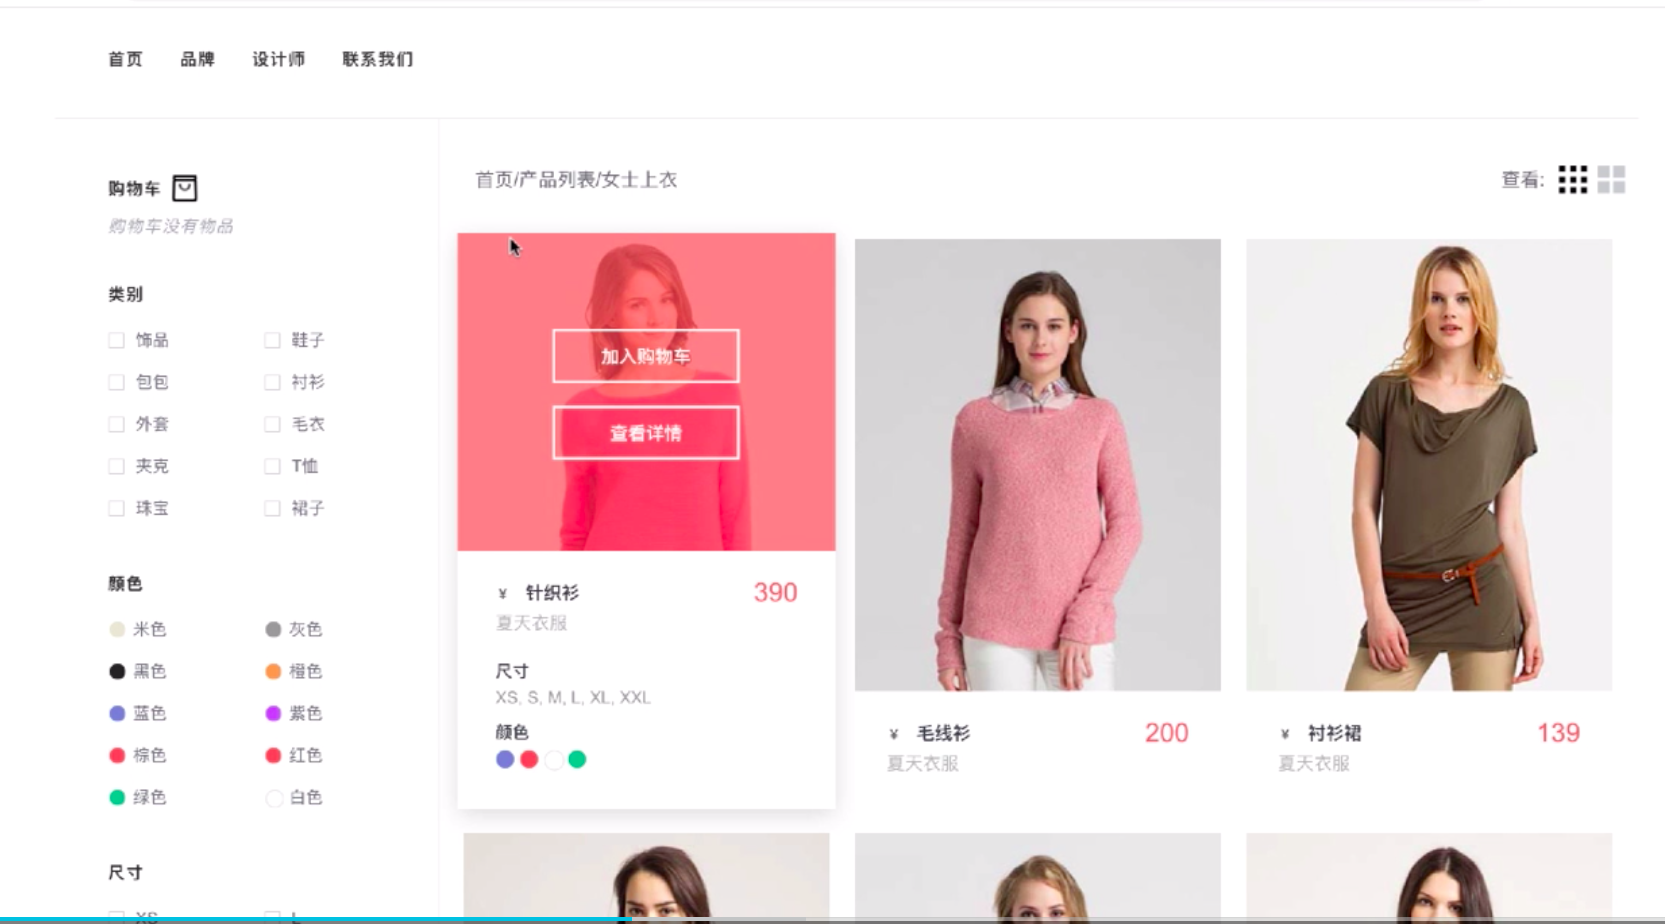 首页 品牌 设计师 联系我们
购物车
购物车没有物品
类别
饰品 鞋子
包包 衬衫
外套 毛衣
夹克 T恤
珠宝 裙子
颜色
米色 灰色
黑色 橙色
蓝色 紫色
棕色 红色
绿色 白色
尺寸
XS L
首页/产品列表/女士上衣
查看:
加入购物车
查看详情
¥ 针织衫 390
夏天衣服
尺寸
XS, S, M, L, XL, XXL
颜色
¥ 毛线衫 200
夏天衣服
¥ 衬衫裙 139
夏天衣服